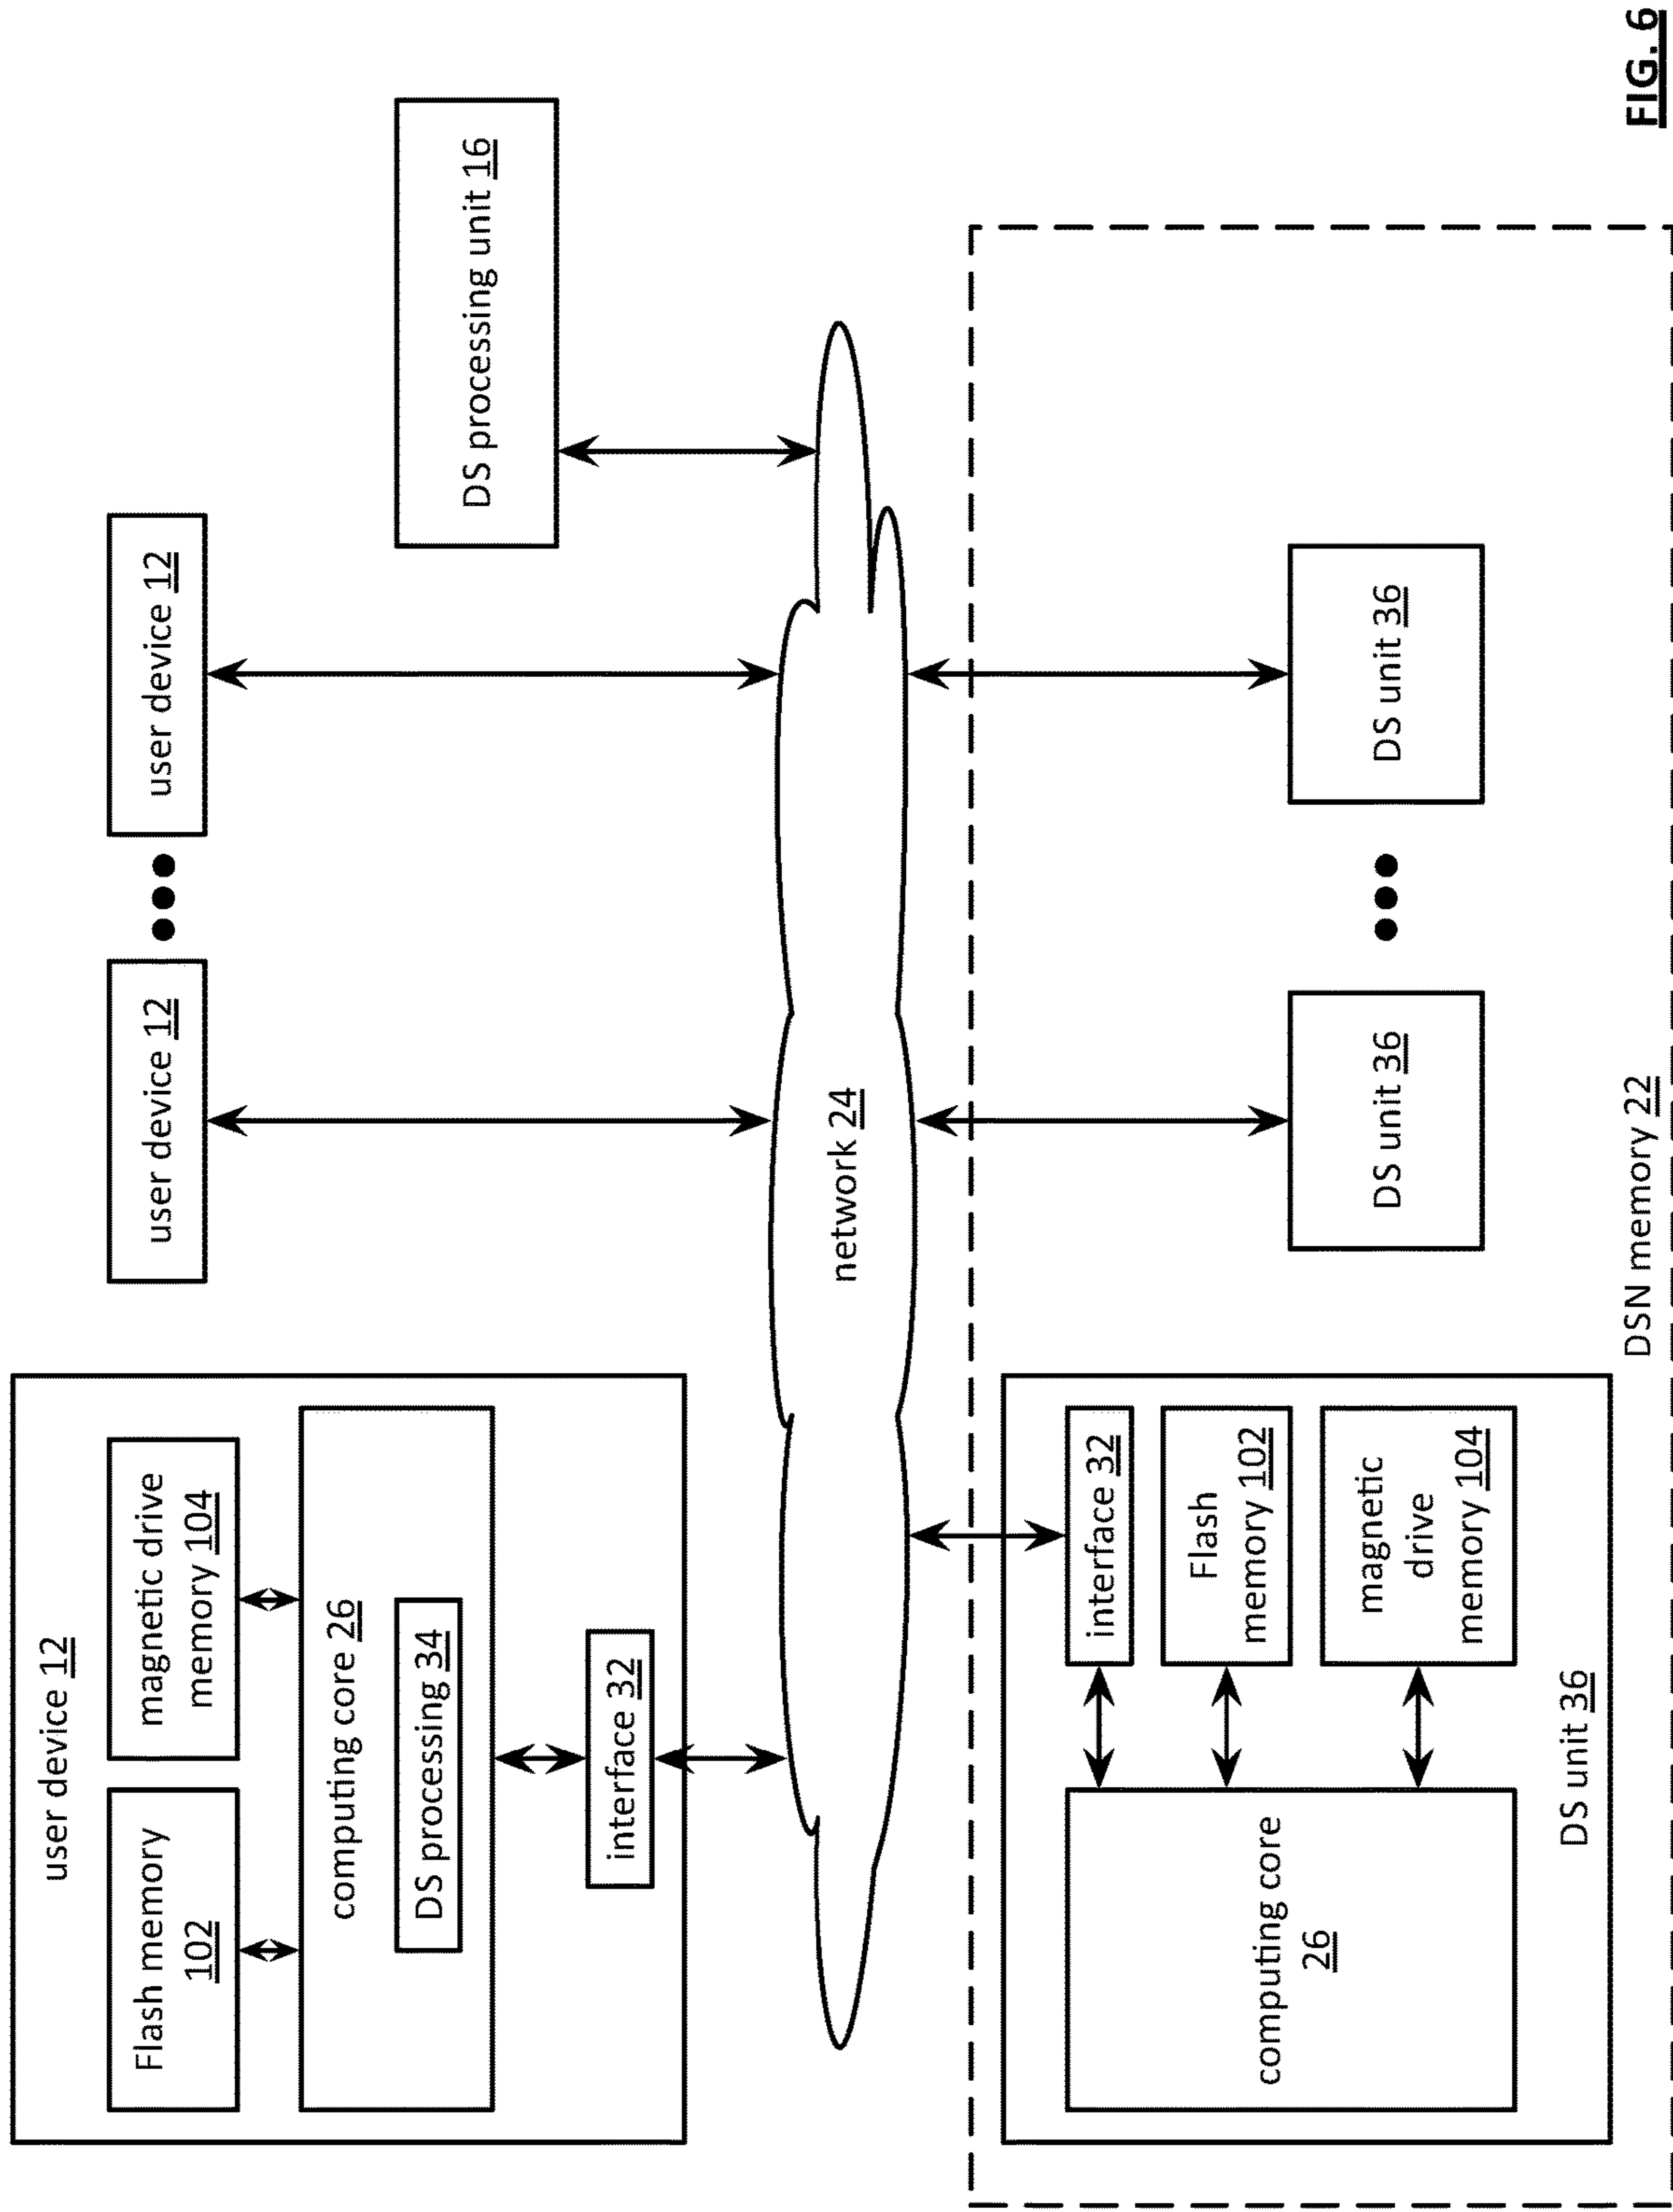 user device 12
Flash memory
102
magnetic drive
memory 104
computing core 26
DS processing 34
interface 32
user device 12
user device 12
DS processing unit 16
network 24
computing core
26
interface 32
Flash
memory 102
magnetic
drive
memory 104
DS unit 36
DS unit 36
DS unit 36
DSN memory 22
FIG. 6